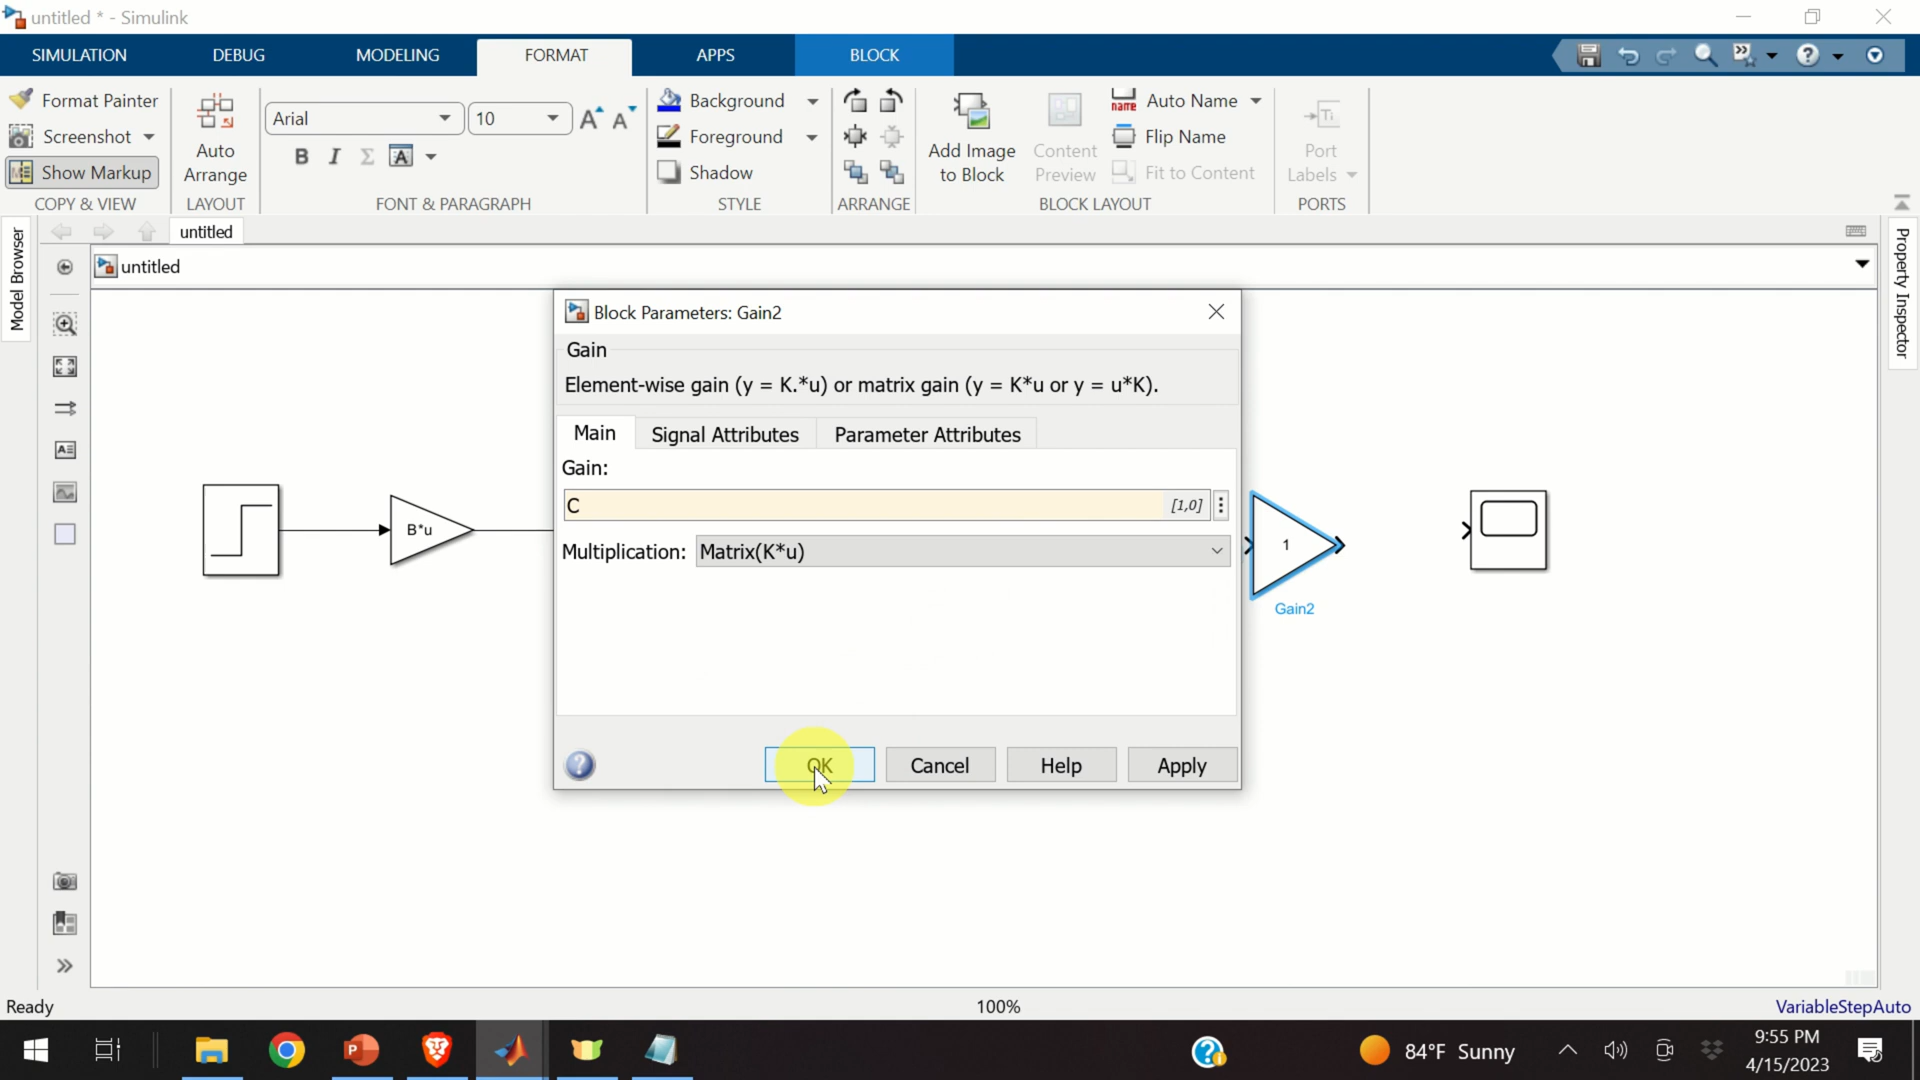 untitled * - Simulink
SIMULATION DEBUG MODELING FORMAT APPS BLOCK
Format Painter
Screenshot
Show Markup
COPY & VIEW
Auto
Arrange
LAYOUT
Arial 10
B I Σ A
FONT & PARAGRAPH
Background
Foreground
Shadow
STYLE
ARRANGE
Add Image
to Block
Content
Preview
name Auto Name
Flip Name
Fit to Content
BLOCK LAYOUT
Port
Labels
PORTS
Model Browser
untitled
untitled
Property Inspector
Block Parameters: Gain2
Gain
Element-wise gain (y = K.*u) or matrix gain (y = K*u or y = u*K).
Main Signal Attributes Parameter Attributes
Gain:
C [1,0]
Multiplication: Matrix(K*u)
OK Cancel Help Apply
B*u
1
Gain2
Ready 100% VariableStepAuto
84°F Sunny
9:55 PM
4/15/2023